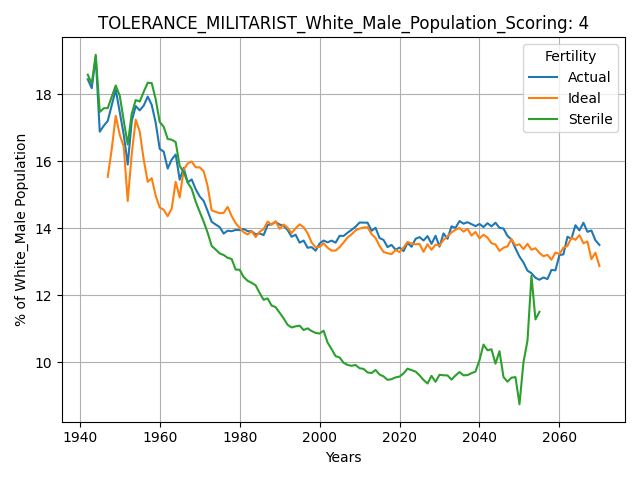 TOLERANCE_MILITARIST_White_Male_Population_Scoring: 4
Fertility
Actual
Ideal
Sterile
% of White_Male Population
18
16
14
12
10
1940 1960 1980 2000 2020 2040 2060
Years